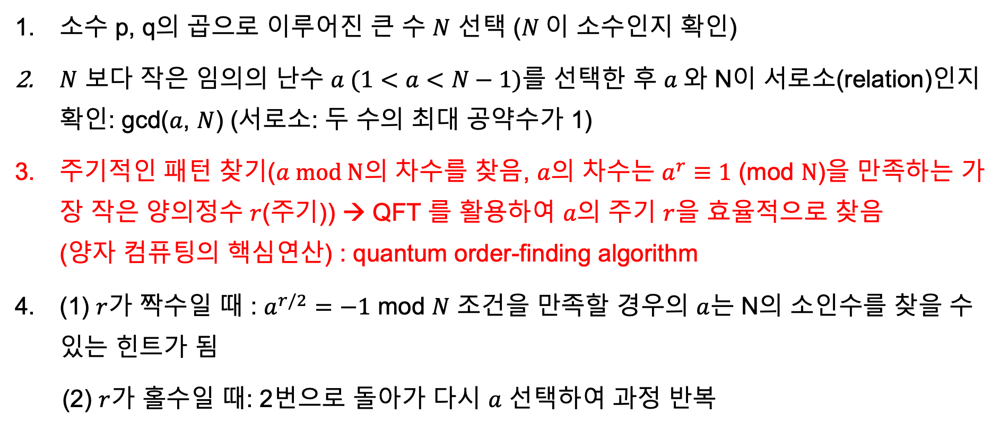 1. 소수 p, q의 곱으로 이루어진 큰 수 N 선택 (N 이 소수인지 확인)
2. N 보다 작은 임의의 난수 a (1 < a < N − 1)를 선택한 후 a 와 N이 서로소(relation)인지
확인: gcd(a, N) (서로소: 두 수의 최대 공약수가 1)
3. 주기적인 패턴 찾기(a mod N의 차수를 찾음, a의 차수는 aʳ ≡ 1 (mod N)을 만족하는 가
장 작은 양의정수 r(주기)) → QFT 를 활용하여 a의 주기 r을 효율적으로 찾음
(양자 컴퓨팅의 핵심연산) : quantum order-finding algorithm
4. (1) r가 짝수일 때 : a^{r/2} = −1 mod N 조건을 만족할 경우의 a는 N의 소인수를 찾을 수
있는 힌트가 됨
(2) r가 홀수일 때: 2번으로 돌아가 다시 a 선택하여 과정 반복